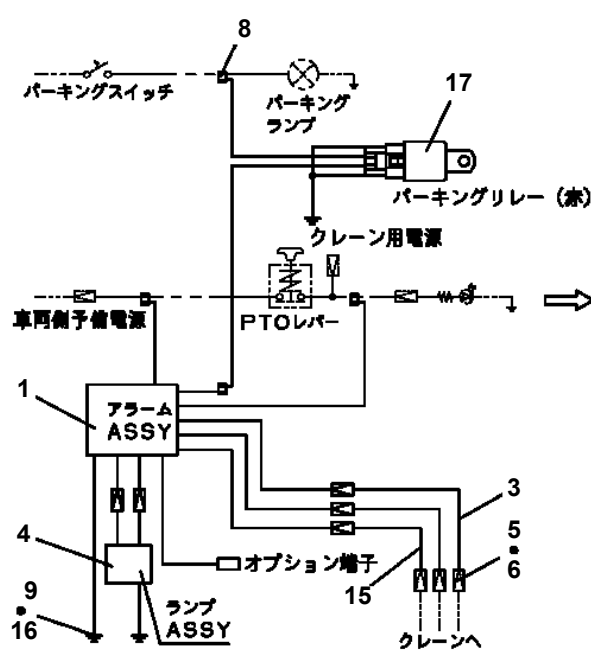 8
パーキングスイッチ
パーキング
ランプ
17
パーキングリレー (赤)
クレーン用電源
車両側予備電源
PTOレバー
1
アラーム
ASSY
3
4
5
•
6
オプション端子
15
9
•
16
ランプ
ASSY
クレーンへ